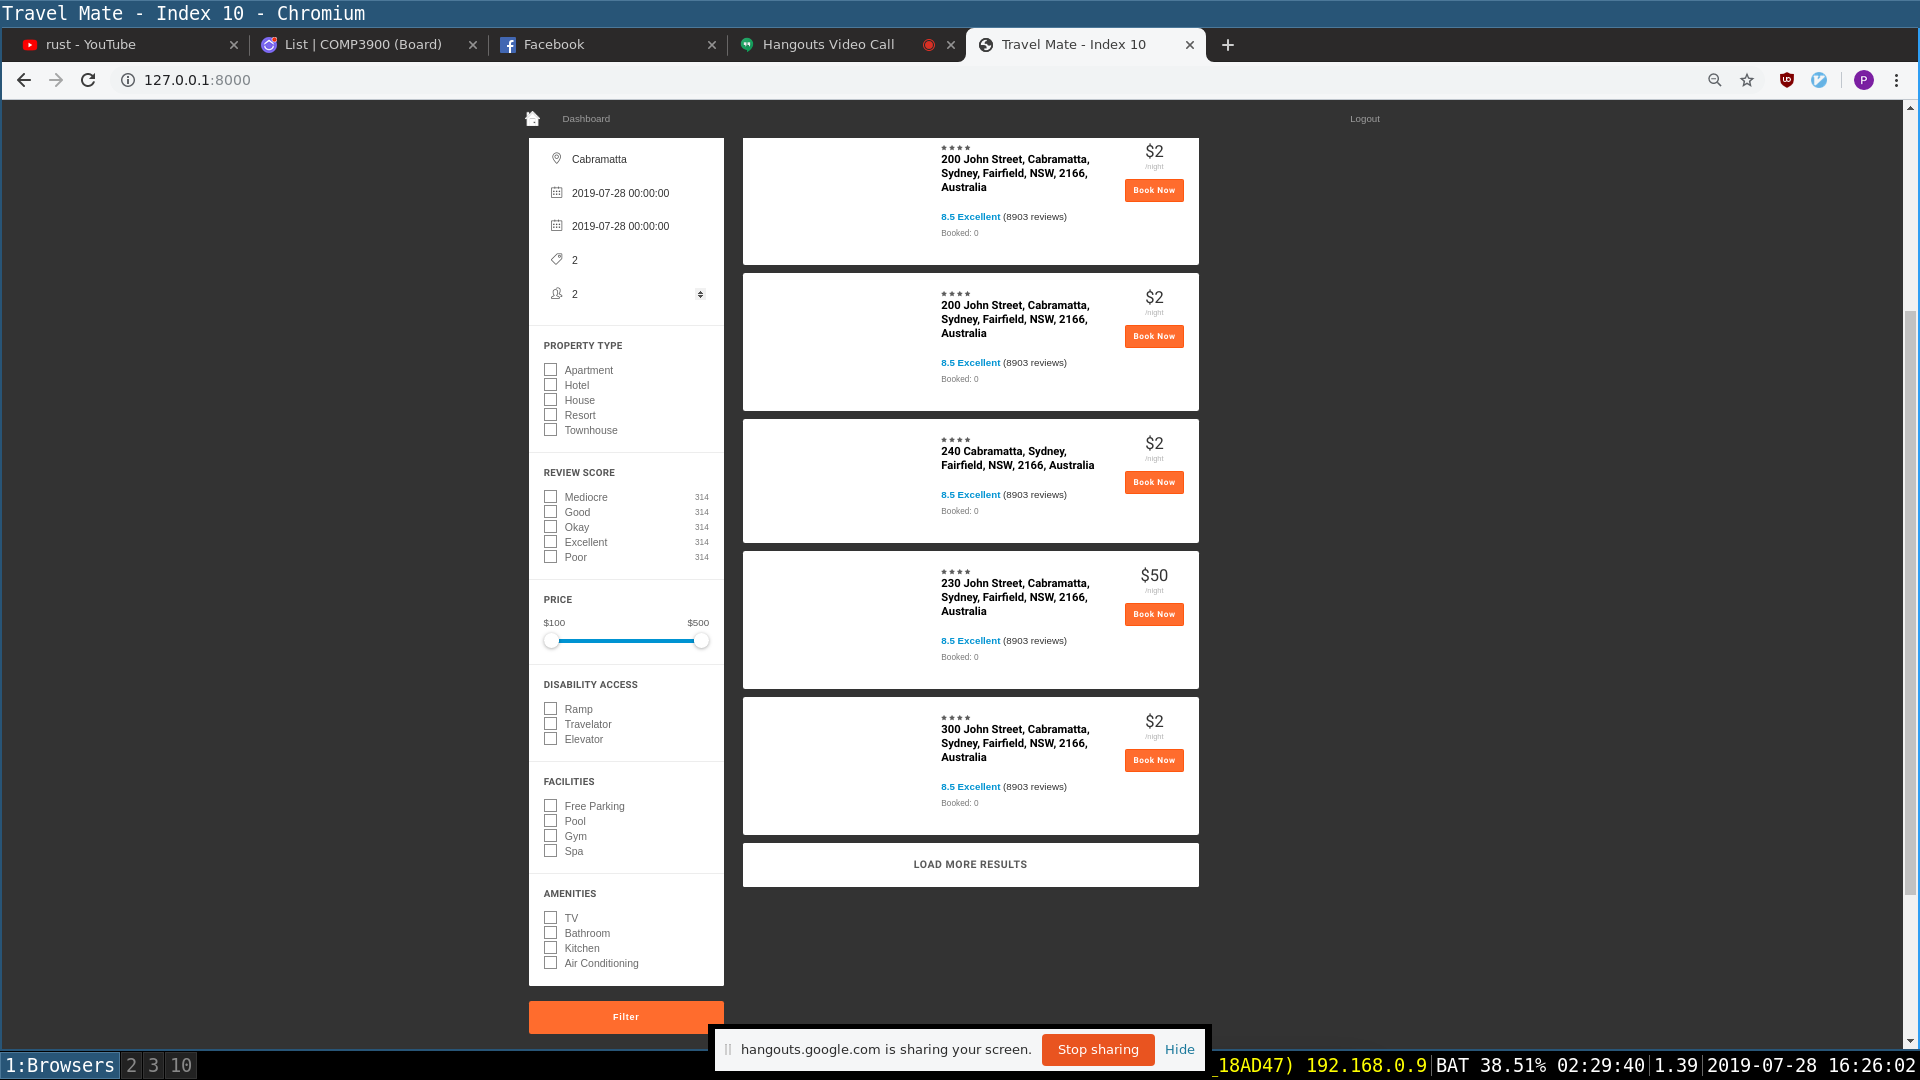 Travel Mate - Index 10 - Chromium
rust - YouTube
List | COMP3900 (Board)
Facebook
Hangouts Video Call
Travel Mate - Index 10
127.0.0.1:8000
P
Dashboard
Logout
Cabramatta
2019-07-28 00:00:00
2019-07-28 00:00:00
2
2
PROPERTY TYPE
Apartment
Hotel
House
Resort
Townhouse
REVIEW SCORE
Mediocre 314
Good 314
Okay 314
Excellent 314
Poor 314
PRICE
$100 $500
DISABILITY ACCESS
Ramp
Travelator
Elevator
FACILITIES
Free Parking
Pool
Gym
Spa
AMENITIES
TV
Bathroom
Kitchen
Air Conditioning
Filter
200 John Street, Cabramatta,
Sydney, Fairfield, NSW, 2166,
Australia
8.5 Excellent (8903 reviews)
Booked: 0
$2
/night
Book Now
200 John Street, Cabramatta,
Sydney, Fairfield, NSW, 2166,
Australia
8.5 Excellent (8903 reviews)
Booked: 0
$2
/night
Book Now
240 Cabramatta, Sydney,
Fairfield, NSW, 2166, Australia
8.5 Excellent (8903 reviews)
Booked: 0
$2
/night
Book Now
230 John Street, Cabramatta,
Sydney, Fairfield, NSW, 2166,
Australia
8.5 Excellent (8903 reviews)
Booked: 0
$50
/night
Book Now
300 John Street, Cabramatta,
Sydney, Fairfield, NSW, 2166,
Australia
8.5 Excellent (8903 reviews)
Booked: 0
$2
/night
Book Now
LOAD MORE RESULTS
hangouts.google.com is sharing your screen.
Stop sharing
Hide
1:Browsers 2 3 10
_18AD47) 192.168.0.9 BAT 38.51% 02:29:40 1.39 2019-07-28 16:26:02